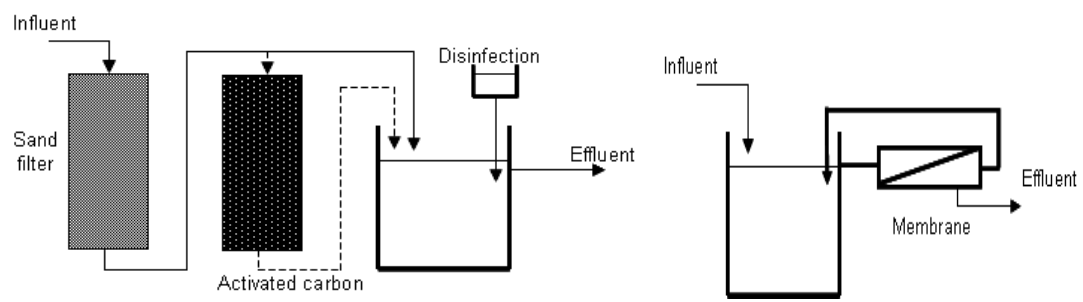 Influent
Sand
filter
Activated carbon
Disinfection
Effluent
Influent
Membrane
Effluent